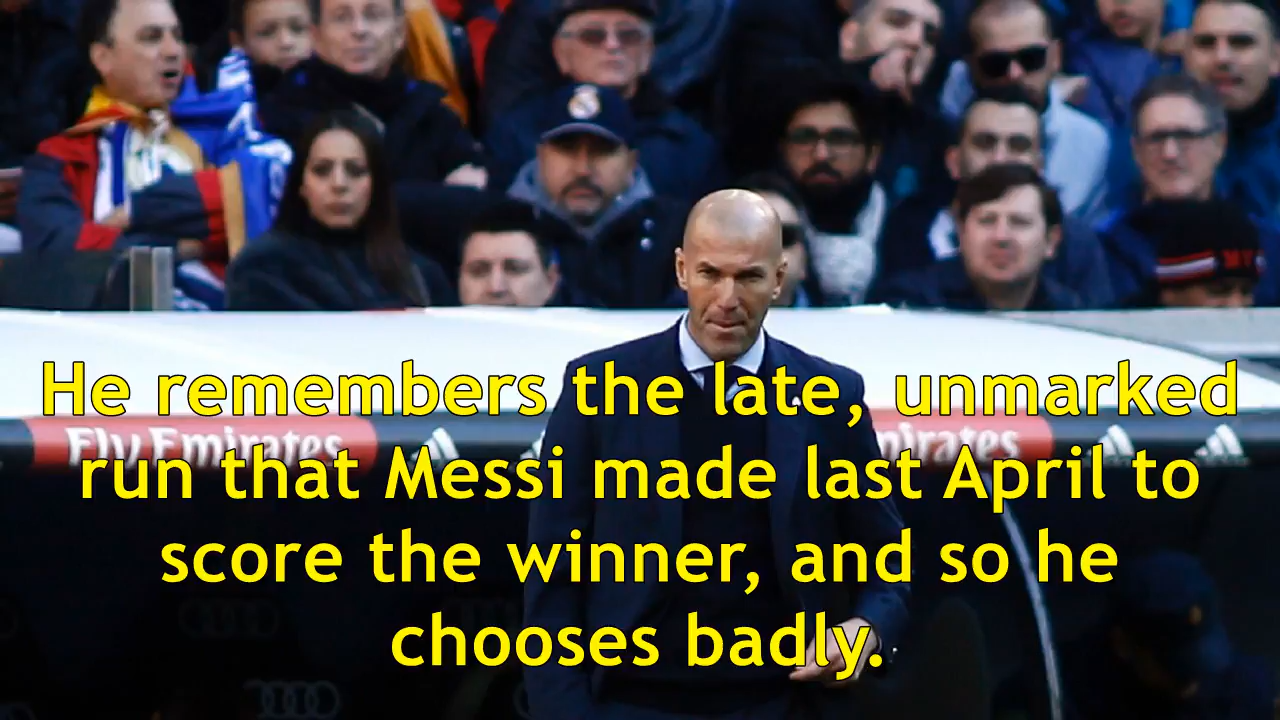 He remembers the late, unmarked
Fly Emirates
run that Messi made last April to
score the winner, and so he
chooses badly.